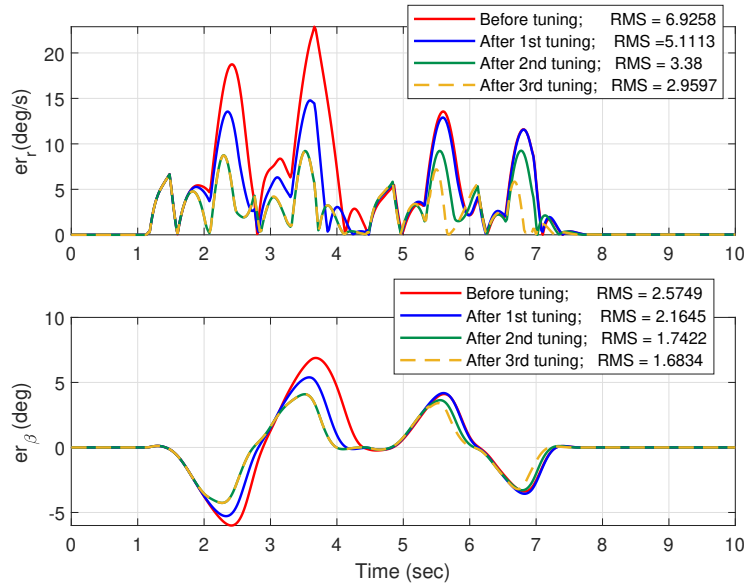 Before tuning; RMS = 6.9258
After 1st tuning; RMS =5.1113
After 2nd tuning; RMS = 3.38
After 3rd tuning; RMS = 2.9597
er_r (deg/s)
20
15
10
5
0
0 1 2 3 4 5 6 7 8 9 10
Before tuning; RMS = 2.5749
After 1st tuning; RMS = 2.1645
After 2nd tuning; RMS = 1.7422
After 3rd tuning; RMS = 1.6834
er_β (deg)
10
5
0
-5
0 1 2 3 4 5 6 7 8 9 10
Time (sec)